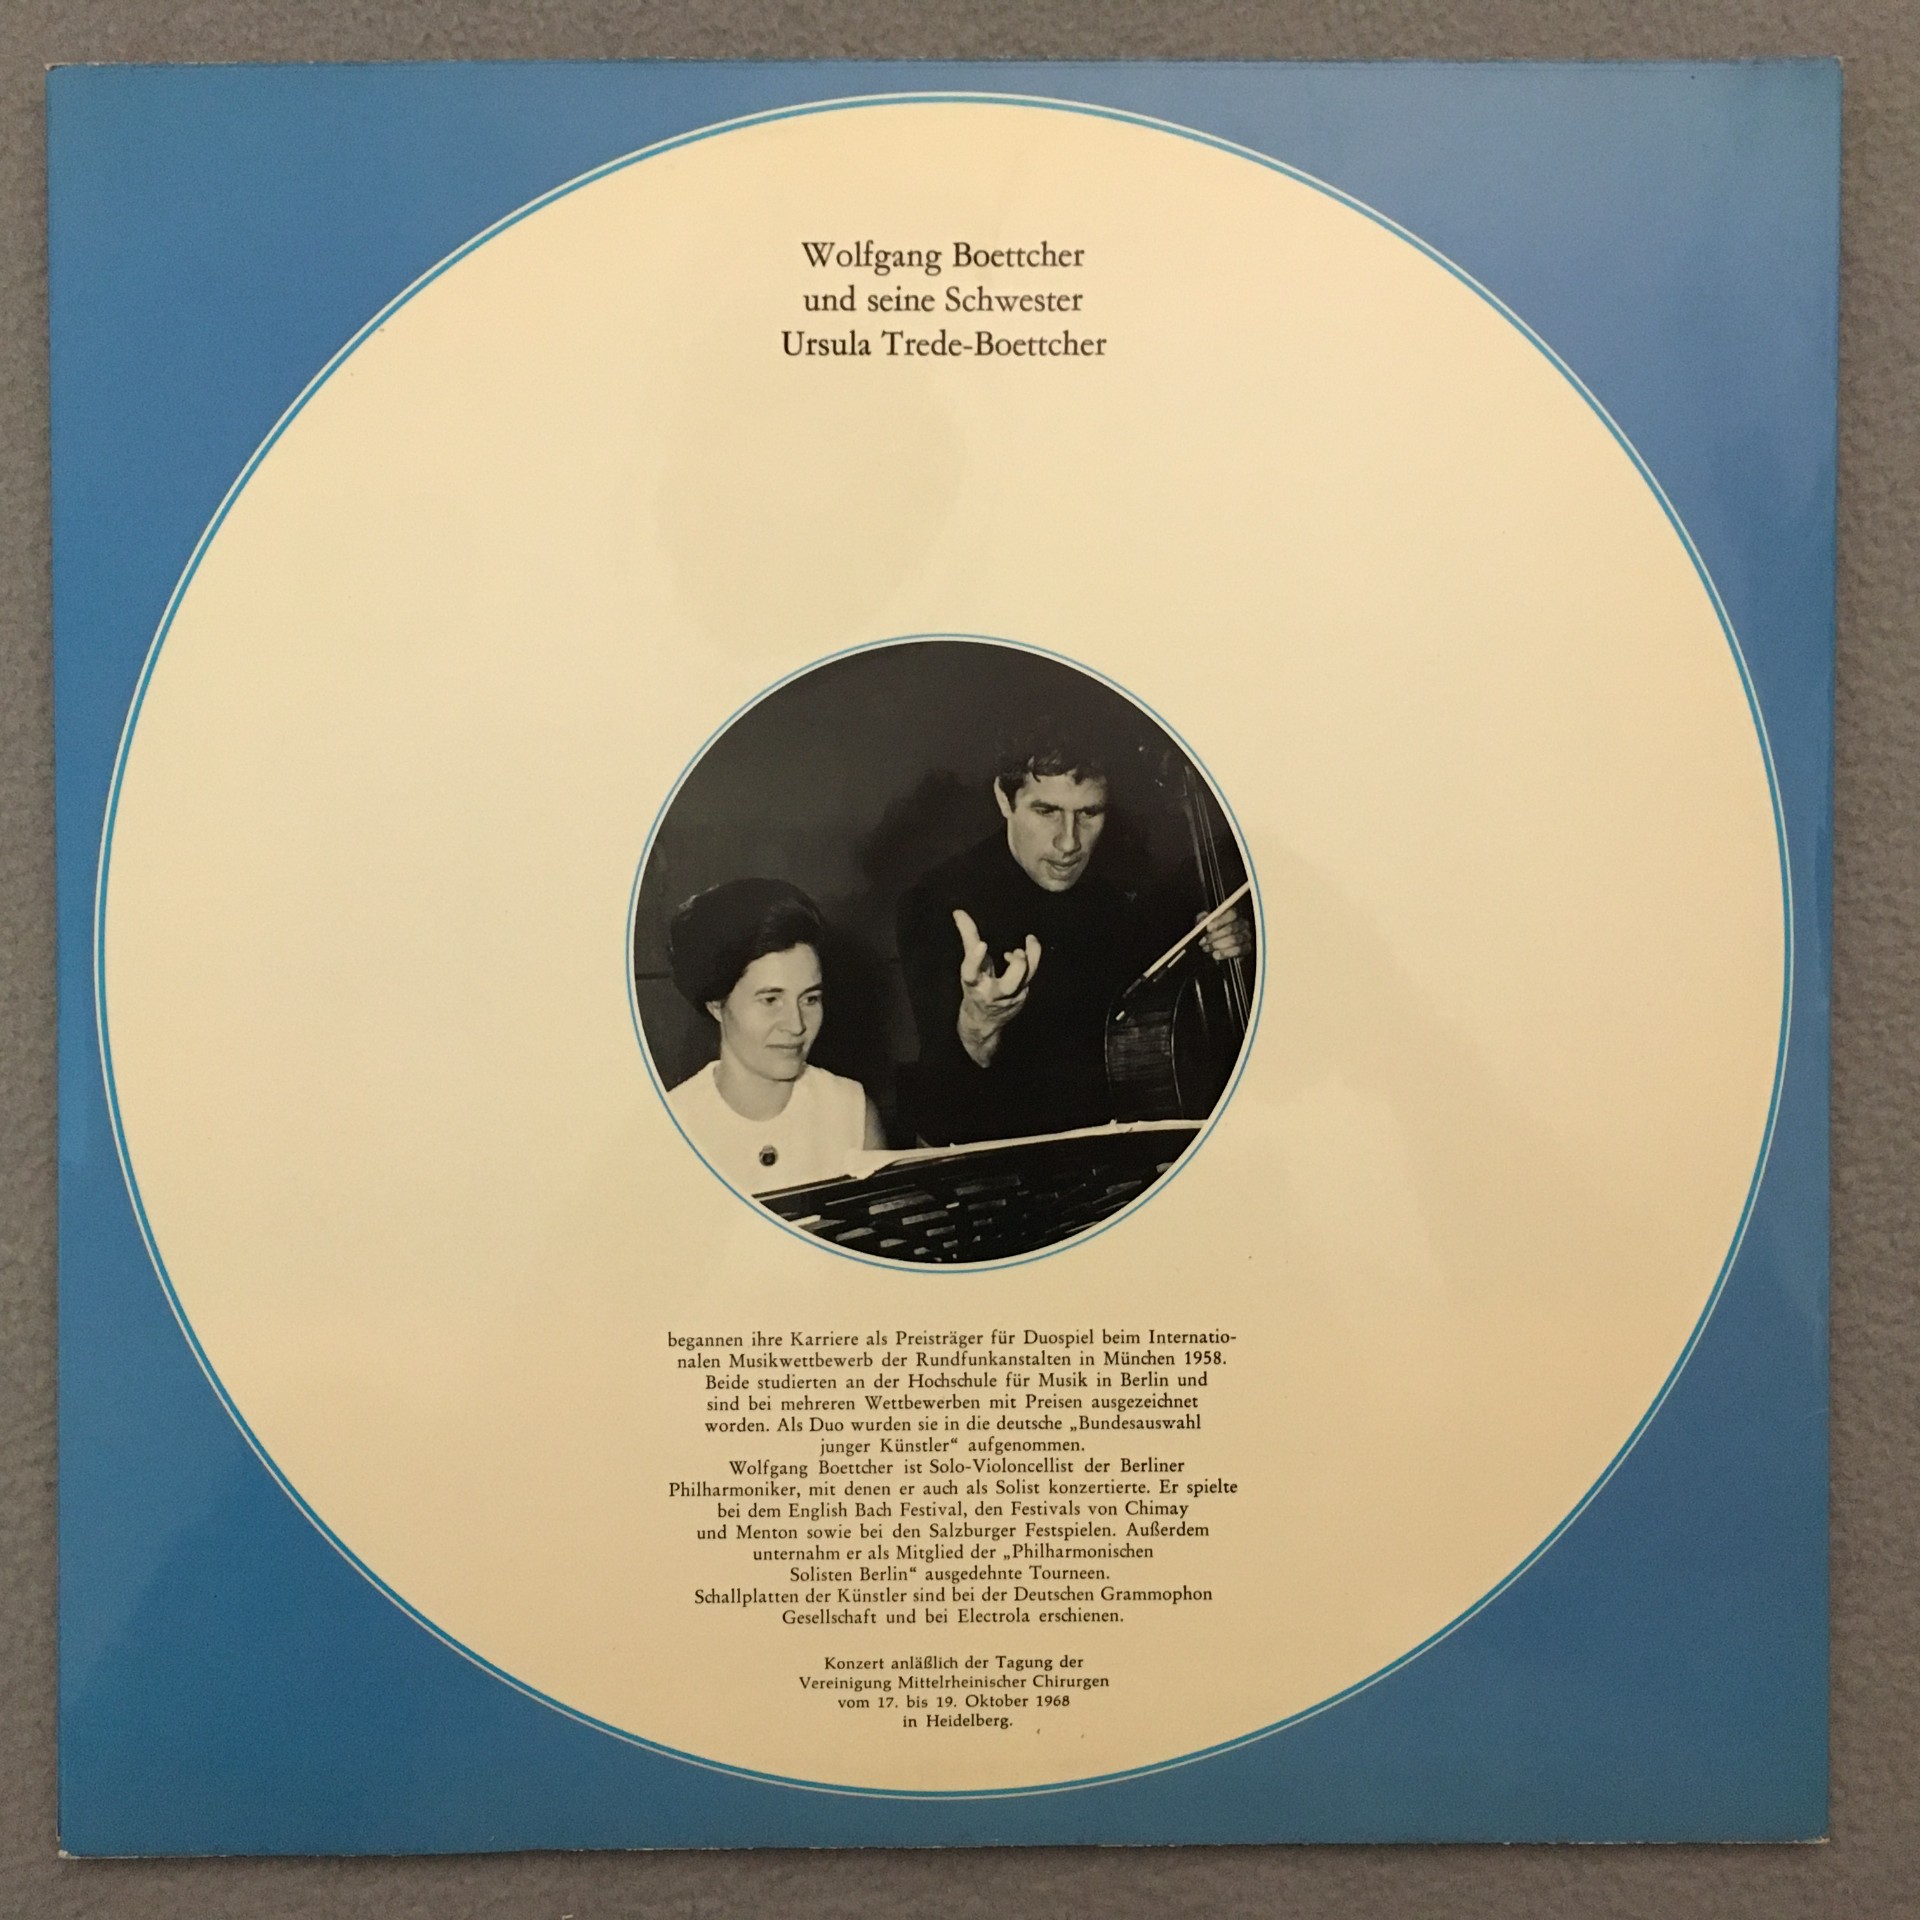 Wolfgang Boettcher
und seine Schwester
Ursula Trede-Boettcher
begannen ihre Karriere als Preisträger für Duospiel beim Internatio-
nalen Musikwettbewerb der Rundfunkanstalten in München 1958.
Beide studierten an der Hochschule für Musik in Berlin und
sind bei mehreren Wettbewerben mit Preisen ausgezeichnet
worden. Als Duo wurden sie in die deutsche „Bundesauswahl
junger Künstler“ aufgenommen.
Wolfgang Boettcher ist Solo-Violoncellist der Berliner
Philharmoniker, mit denen er auch als Solist konzertierte. Er spielte
bei dem English Bach Festival, den Festivals von Chimay
und Menton sowie bei den Salzburger Festspielen. Außerdem
unternahm er als Mitglied der „Philharmonischen
Solisten Berlin“ ausgedehnte Tourneen.
Schallplatten der Künstler sind bei der Deutschen Grammophon
Gesellschaft und bei Electrola erschienen.
Konzert anläßlich der Tagung der
Vereinigung Mittelrheinischer Chirurgen
vom 17. bis 19. Oktober 1968
in Heidelberg.